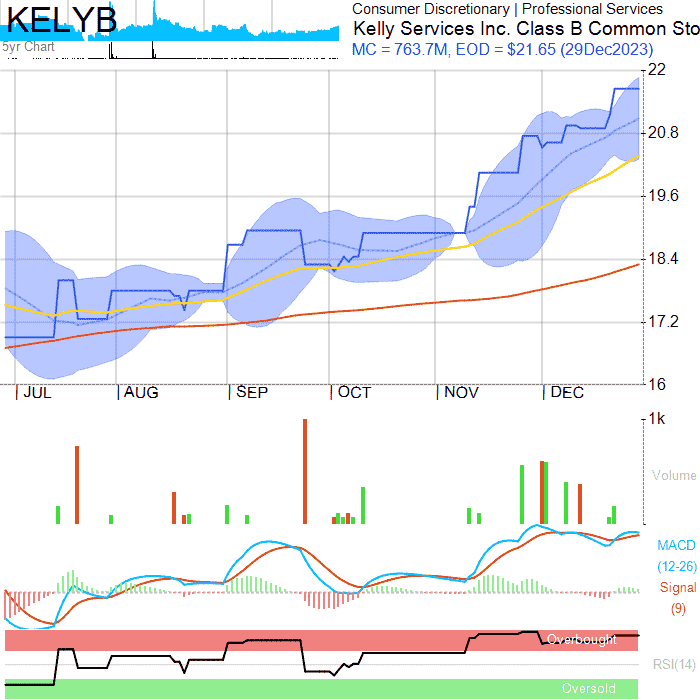 KELYB
Consumer Discretionary | Professional Services
Kelly Services Inc. Class B Common Sto
MC = 763.7M, EOD = $21.65 (29Dec2023)
5yr Chart
22
20.8
19.6
18.4
17.2
16
JUL AUG SEP OCT NOV DEC
1k
Volume
MACD
(12-26)
Signal
(9)
Overbought
RSI(14)
Oversold